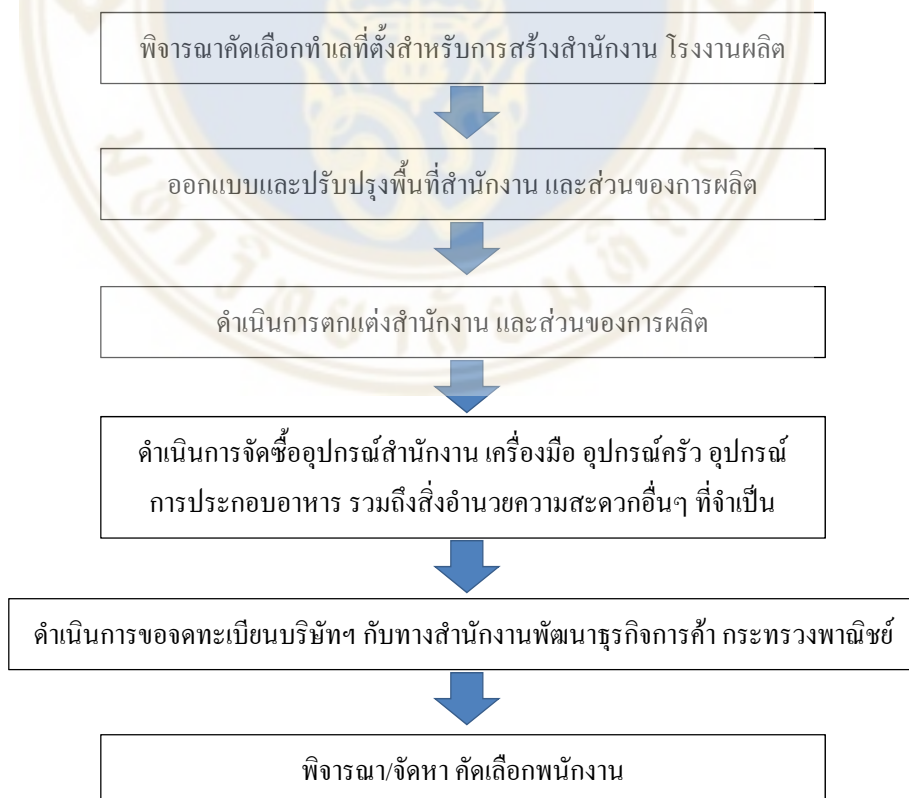 พิจารณาคัดเลือกทำเลที่ตั้งสำหรับการสร้างสำนักงาน โรงงานผลิต
ออกแบบและปรับปรุงพื้นที่สำนักงาน และส่วนของการผลิต
ดำเนินการตกแต่งสำนักงาน และส่วนของการผลิต
มหาวิทยาลัยมหิดล
ดำเนินการจัดซื้ออุปกรณ์สำนักงาน เครื่องมือ อุปกรณ์ครัว อุปกรณ์
การประกอบอาหาร รวมถึงสิ่งอำนวยความสะดวกอื่นๆ ที่จำเป็น
ดำเนินการขอจดทะเบียนบริษัทฯ กับทางสำนักงานพัฒนาธุรกิจการค้า กระทรวงพาณิชย์
พิจารณา/จัดหา คัดเลือกพนักงาน